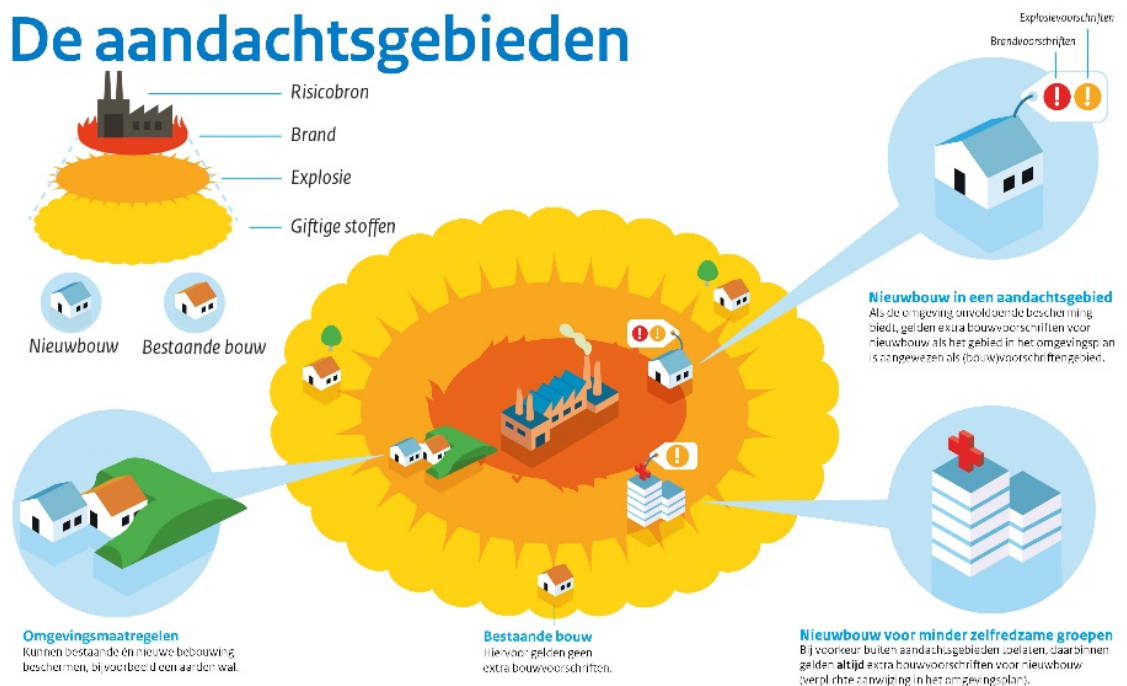 De aandachtsgebieden
Explosievoorschriften
Brandvoorschriften
Risicobron
Brand
Explosie
Giftige stoffen
Nieuwbouw
Bestaande bouw
Nieuwbouw in een aandachtsgebied
Als de omgeving onvoldoende bescherming
biedt, gelden extra bouwvoorschriften voor
nieuwbouw als het gebied in het omgevingsplan
is aangewezen als (bouw)voorschriftengebied.
Omgevingsmaatregelen
Kunnen bestaande én nieuwe bebouwing
beschermen, bijvoorbeeld een aarden wal.
Bestaande bouw
Hiervoor gelden geen
extra bouwvoorschriften.
Nieuwbouw voor minder zelfredzame groepen
Bij voorkeur buiten aandachtsgebieden toelaten, daarbinnen
gelden altijd extra bouwvoorschriften voor nieuwbouw
(verplichte aanwijzing in het omgevingsplan).